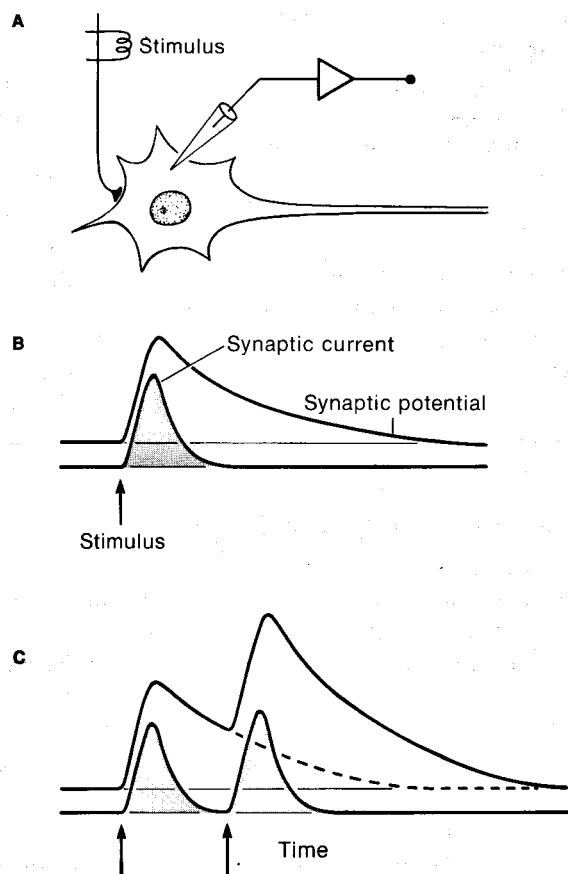 A
Stimulus
B
Synaptic current
Synaptic potential
Stimulus
C
Time